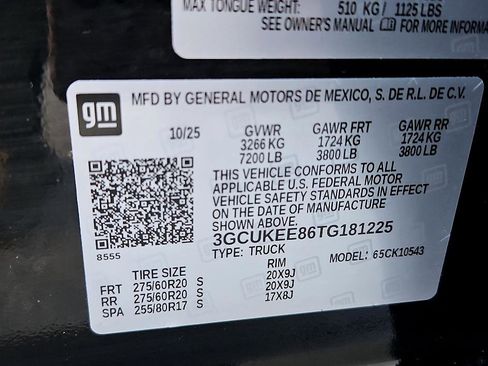 MAX TONGUE WEIGHT: 510 KG / 1125 LBS
SEE OWNER'S MANUAL FOR MORE INFORMA
gm
MFD BY GENERAL MOTORS DE MEXICO, S. DE R.L. DE C.V.
10/25 GVWR GAWR FRT GAWR RR
3266 KG 1724 KG 1724 KG
7200 LB 3800 LB 3800 LB
THIS VEHICLE CONFORMS TO ALL
APPLICABLE U.S. FEDERAL MOTOR
VEHICLE SAFETY STANDARDS IN EFFECT
ON THE DATE OF MANUFACTURE
SHOWN ABOVE.
3GCUKEE86TG181225
8555 TYPE: TRUCK MODEL: 65CK10543
TIRE SIZE RIM
FRT 275/60R20 S 20X9J
RR 275/60R20 S 20X9J
SPA 255/80R17 S 17X8J